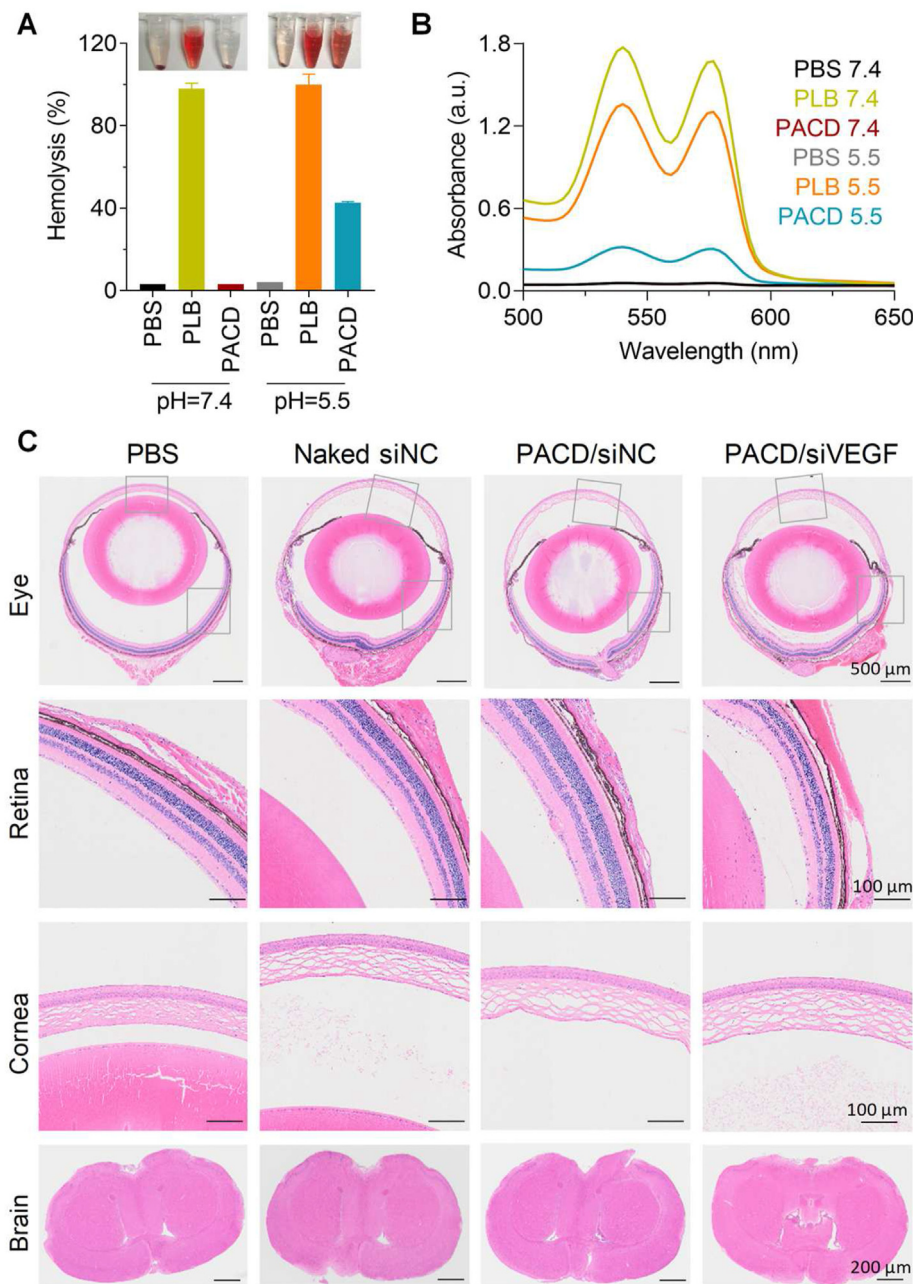 A
120
80
40
0
Hemolysis (%)
PBS
PLB
PACD
PBS
PLB
PACD
pH=7.4
pH=5.5
B
1.8
1.2
0.6
0.0
Absorbance (a.u.)
500
550
600
650
Wavelength (nm)
PBS 7.4
PLB 7.4
PACD 7.4
PBS 5.5
PLB 5.5
PACD 5.5
C
PBS
Naked siNC
PACD/siNC
PACD/siVEGF
Eye
500 µm
Retina
100 µm
Cornea
100 µm
Brain
200 µm